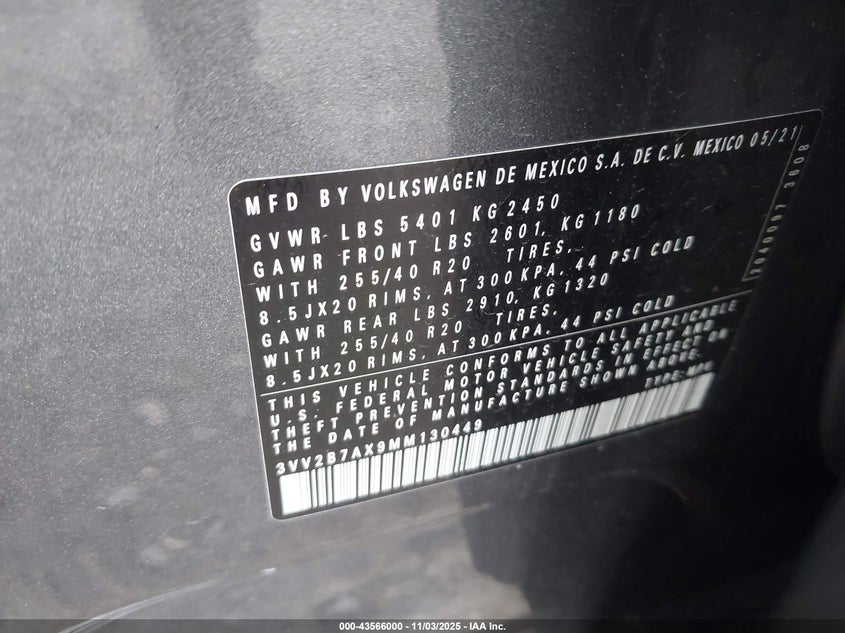 MFD BY VOLKSWAGEN DE MEXICO S.A. DE C.V. MEXICO 05/21
GVWR LBS 5401 KG 2450
GAWR FRONT LBS 2601, KG 1180
WITH 255/40 R20 TIRES,
8.5JX20 RIMS, AT 300KPA, 44 PSI COLD
GAWR REAR LBS 2910, KG 1320
WITH 255/40 R20 TIRES,
8.5JX20 RIMS, AT 300KPA, 44 PSI COLD
THIS VEHICLE CONFORMS TO ALL APPLICABLE
U.S. FEDERAL MOTOR VEHICLE SAFETY AND
THEFT PREVENTION STANDARDS IN EFFECT ON
THE DATE OF MANUFACTURE SHOWN ABOVE.
3VV2B7AX9MM130449
000-43566000 - 11/03/2025 - IAA Inc.